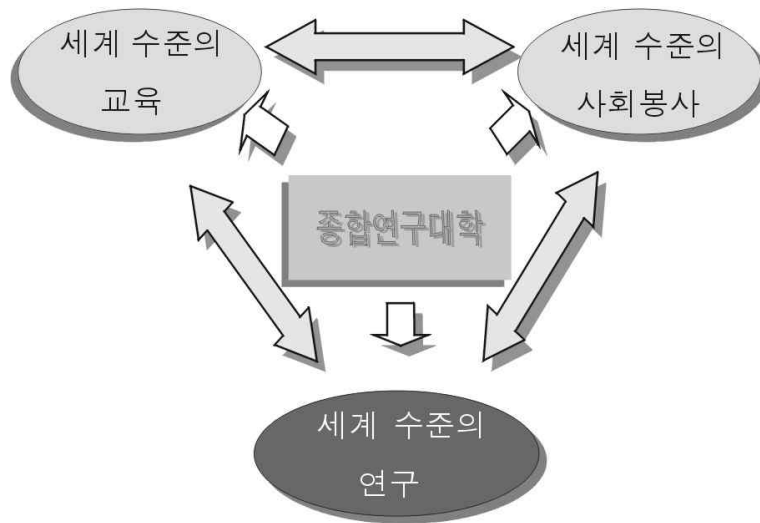 세계 수준의
교육
세계 수준의
사회봉사
종합연구대학
세계 수준의
연구